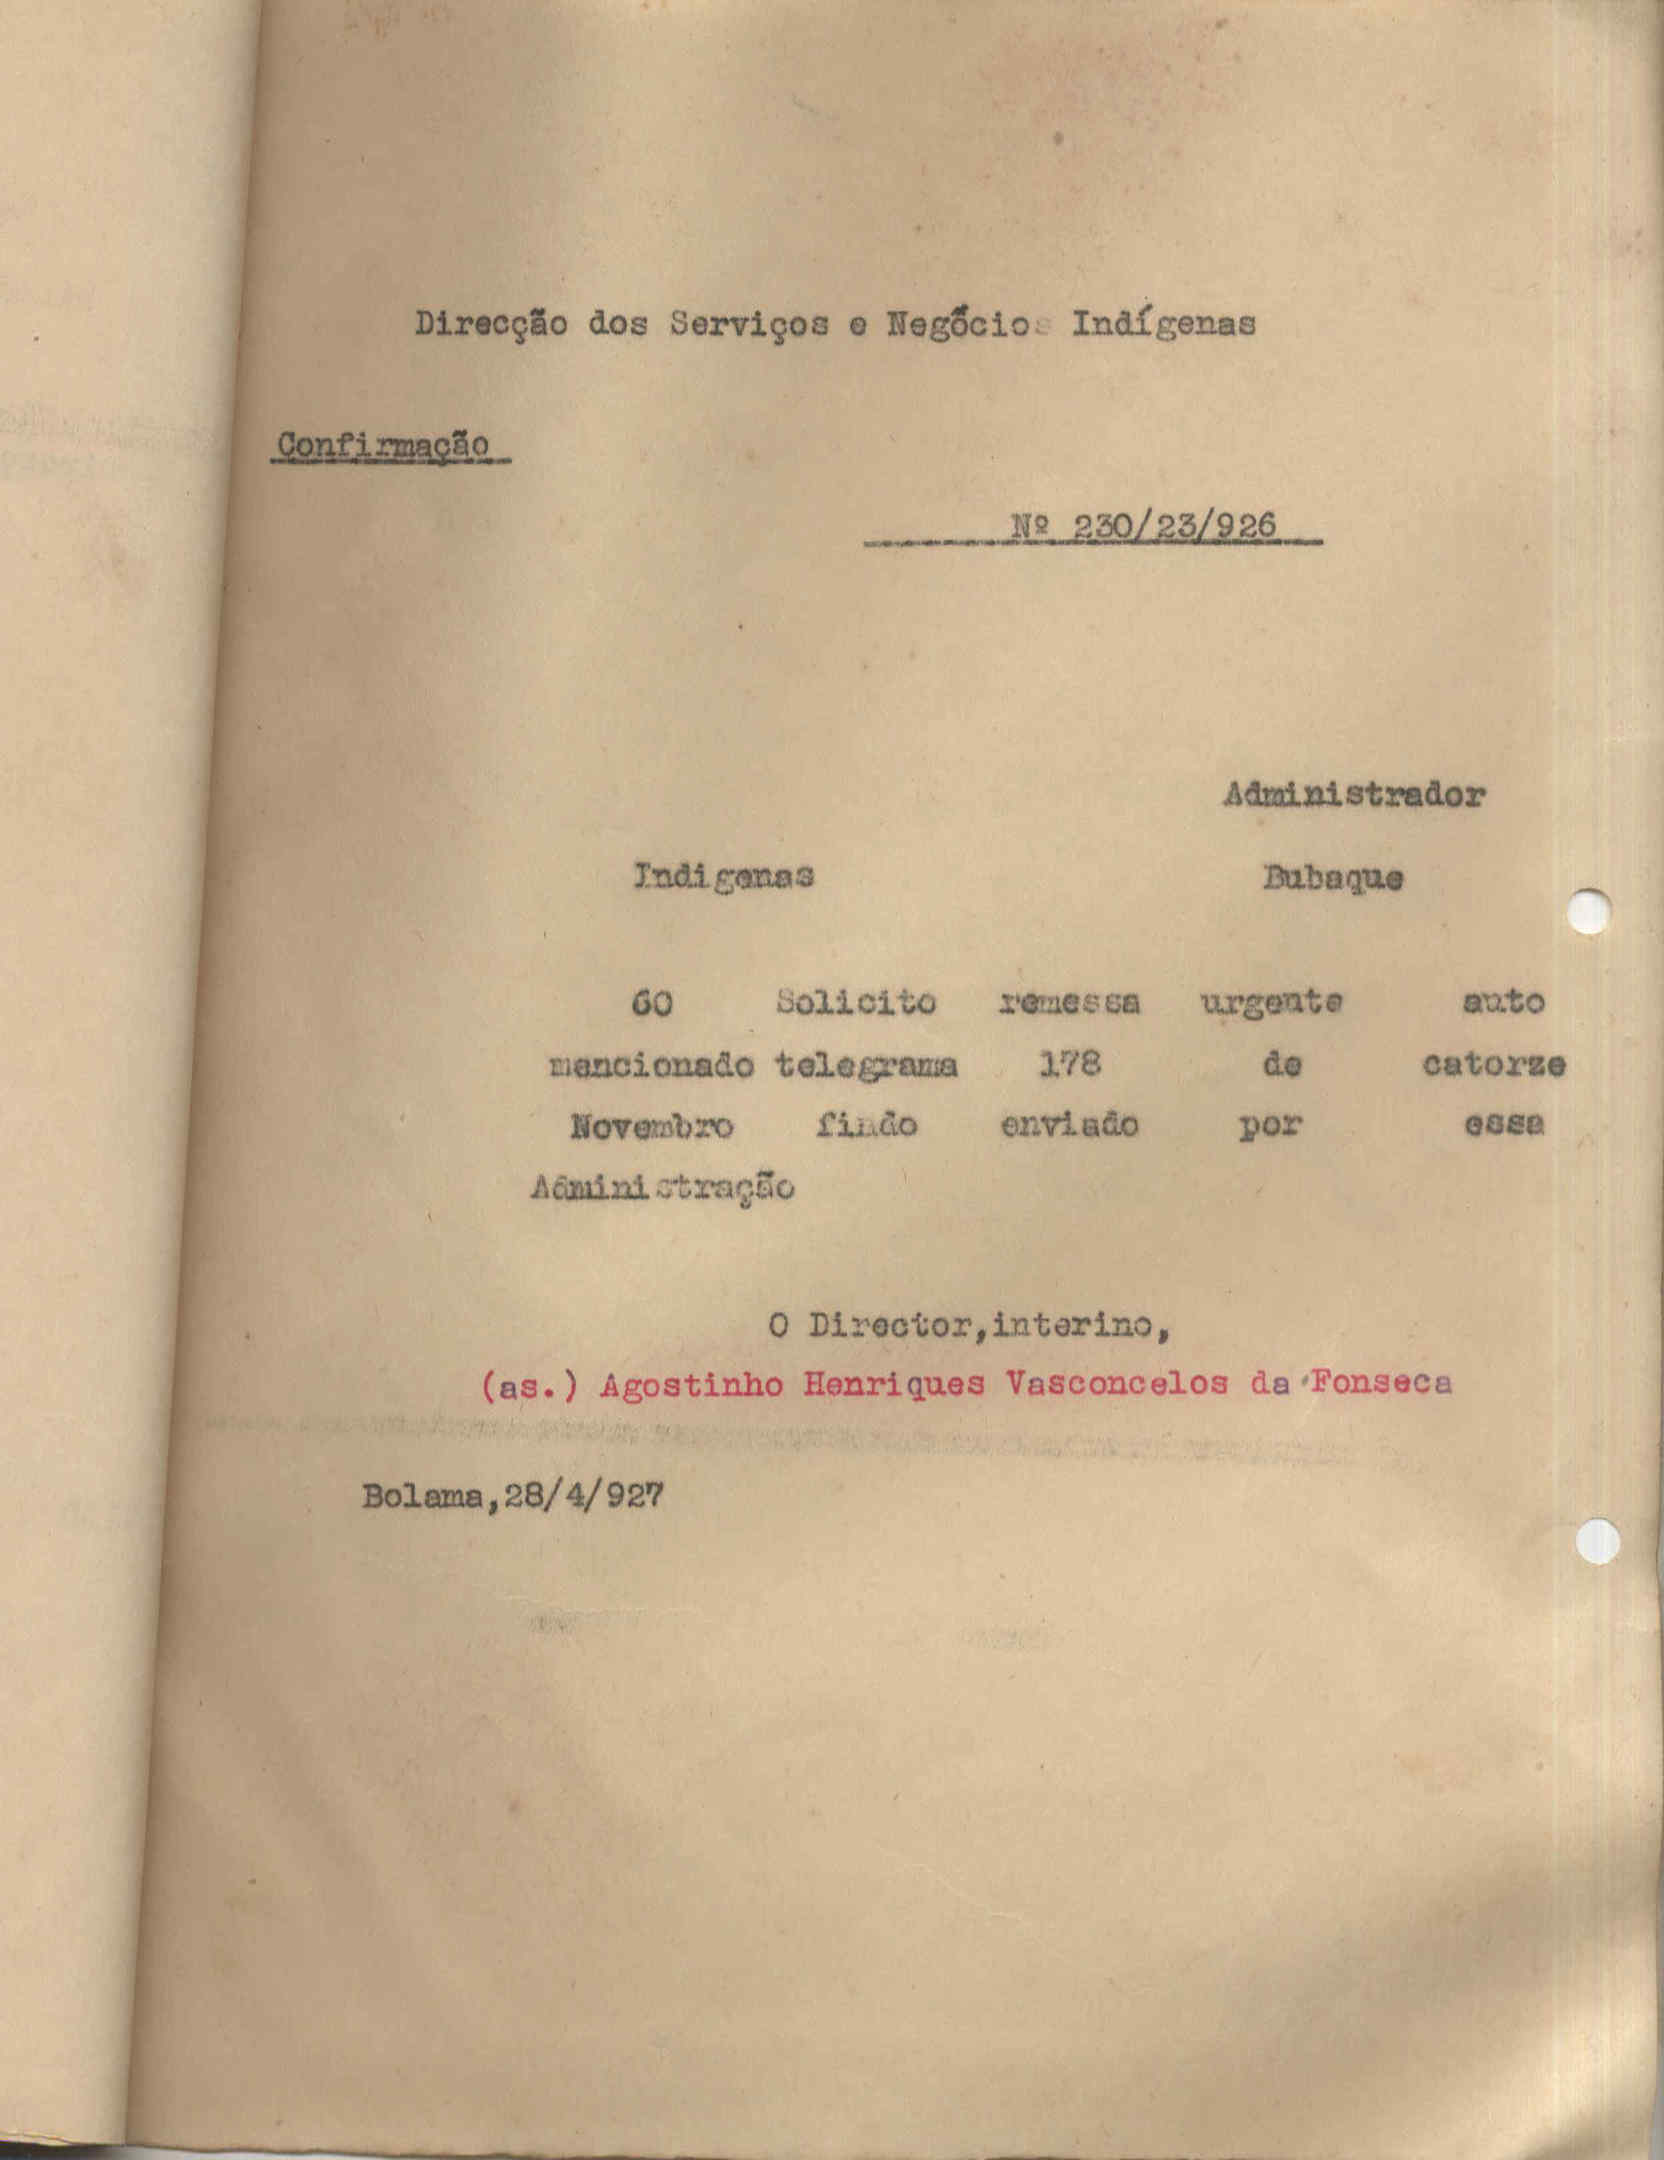 Direcção dos Serviços e Negócios Indígenas
Confirmação
Nº 230/23/926
Administrador
Indigenas Bubaque
60 Solicito remessa urgente auto
mencionado telegrama 178 de catorze
Novembro findo enviado por essa
Administração
O Director,interino,
(as.) Agostinho Henriques Vasconcelos da Fonseca
Bolama,28/4/927